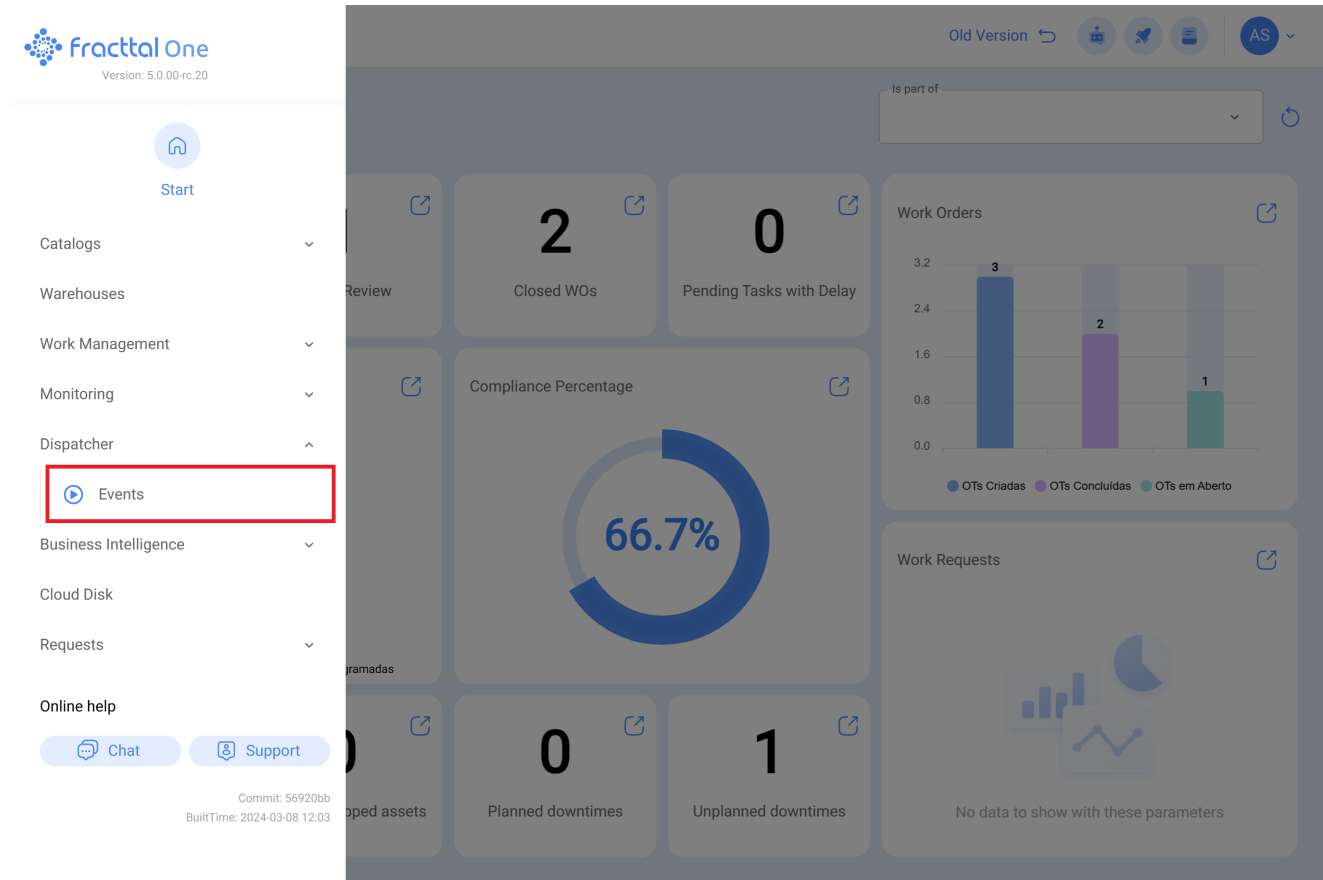 fracttal One
Version: 5.0.00-rc.20
Start
Catalogs
Warehouses
Work Management
Monitoring
Dispatcher
Events
Business Intelligence
Cloud Disk
Requests
Online help
Chat
Support
Commit: 56920bb
BuiltTime: 2024-03-08 12:03
Old Version
AS
Is part of
Review
2
Closed WOs
0
Pending Tasks with Delay
Work Orders
3.2
2.4
1.6
0.8
0.0
3
2
1
OTs Criadas OTs Concluídas OTs em Aberto
gramadas
Compliance Percentage
66.7%
Work Requests
No data to show with these parameters
pped assets
0
Planned downtimes
1
Unplanned downtimes